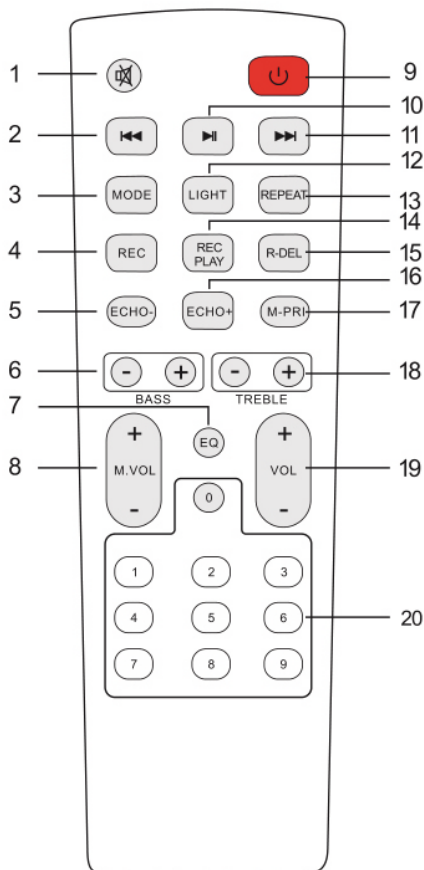 1 9
10
2 11
12
3 MODE LIGHT REPEAT 13
14
4 REC REC PLAY R-DEL 15
16
5 ECHO- ECHO+ M-PRI 17
6 - + - + 18
BASS TREBLE
7
+ EQ +
8 M.VOL VOL 19
- 0 -
1 2 3
4 5 6 20
7 8 9